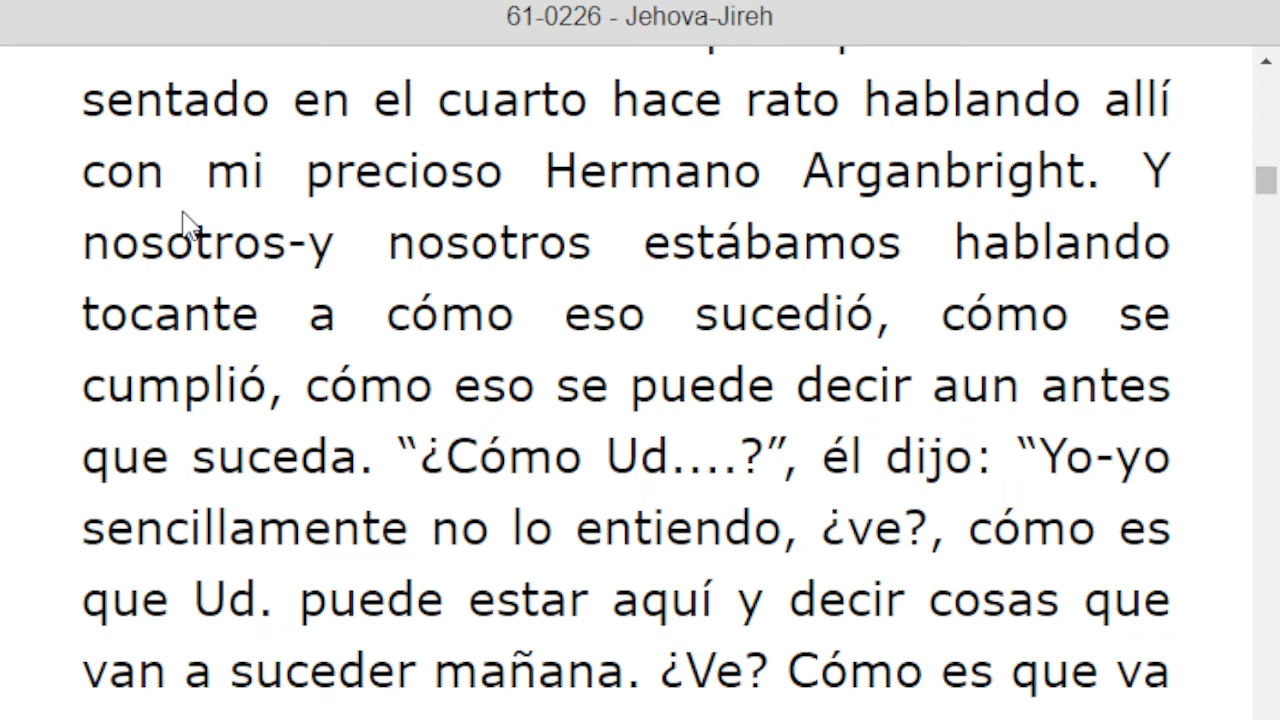 61-0226 - Jehova-Jireh
sentado en el cuarto hace rato hablando allí
con mi precioso Hermano Arganbright. Y
nosotros-y nosotros estábamos hablando
tocante a cómo eso sucedió, cómo se
cumplió, cómo eso se puede decir aun antes
que suceda. “¿Cómo Ud....?”, él dijo: “Yo-yo
sencillamente no lo entiendo, ¿ve?, cómo es
que Ud. puede estar aquí y decir cosas que
van a suceder mañana. ¿Ve? Cómo es que va